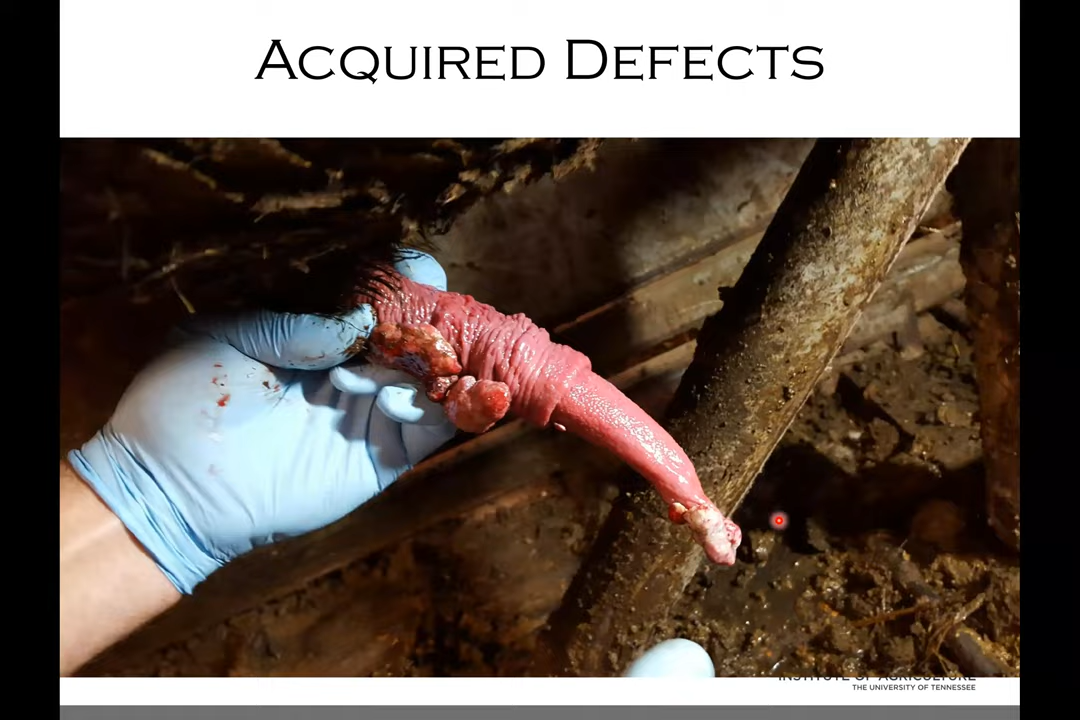 ACQUIRED DEFECTS
INSTITUTE OF AGRICULTURE
THE UNIVERSITY OF TENNESSEE